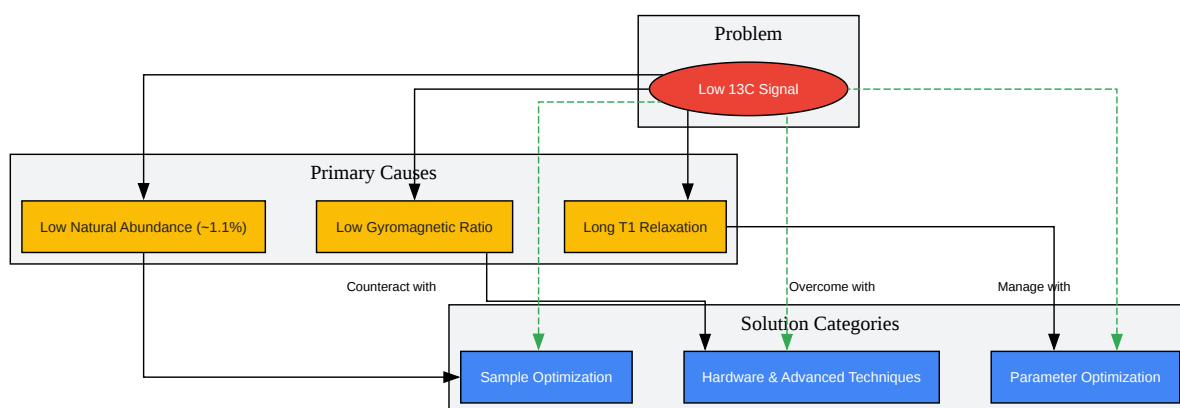 Problem
Low 13C Signal
Primary Causes
Low Natural Abundance (~1.1%)
Low Gyromagnetic Ratio
Long T1 Relaxation
Counteract with
Overcome with
Manage with
Solution Categories
Sample Optimization
Hardware & Advanced Techniques
Parameter Optimization